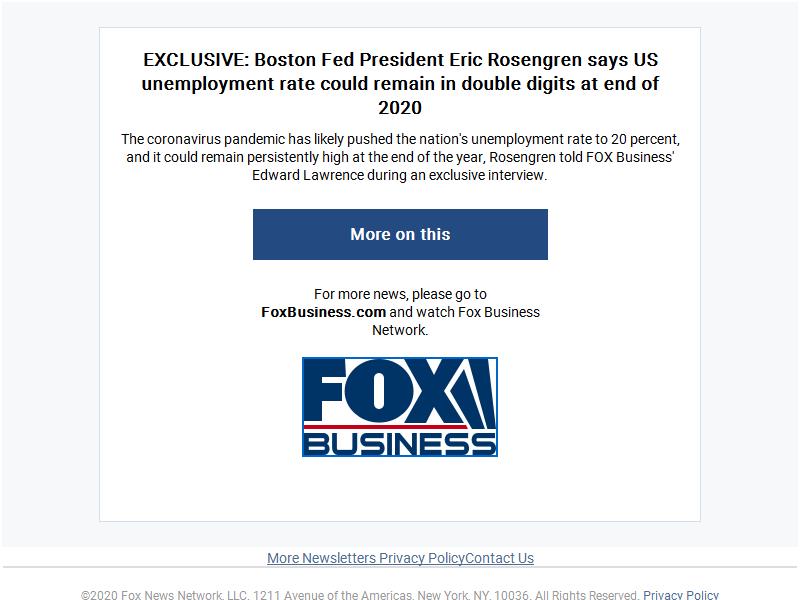 EXCLUSIVE: Boston Fed President Eric Rosengren says US
unemployment rate could remain in double digits at end of
2020
The coronavirus pandemic has likely pushed the nation's unemployment rate to 20 percent,
and it could remain persistently high at the end of the year, Rosengren told FOX Business'
Edward Lawrence during an exclusive interview.
More on this
For more news, please go to
FoxBusiness.com and watch Fox Business
Network.
FOX
BUSINESS
More Newsletters Privacy PolicyContact Us
©2020 Fox News Network, LLC. 1211 Avenue of the Americas, New York, NY, 10036. All Rights Reserved. Privacy Policy